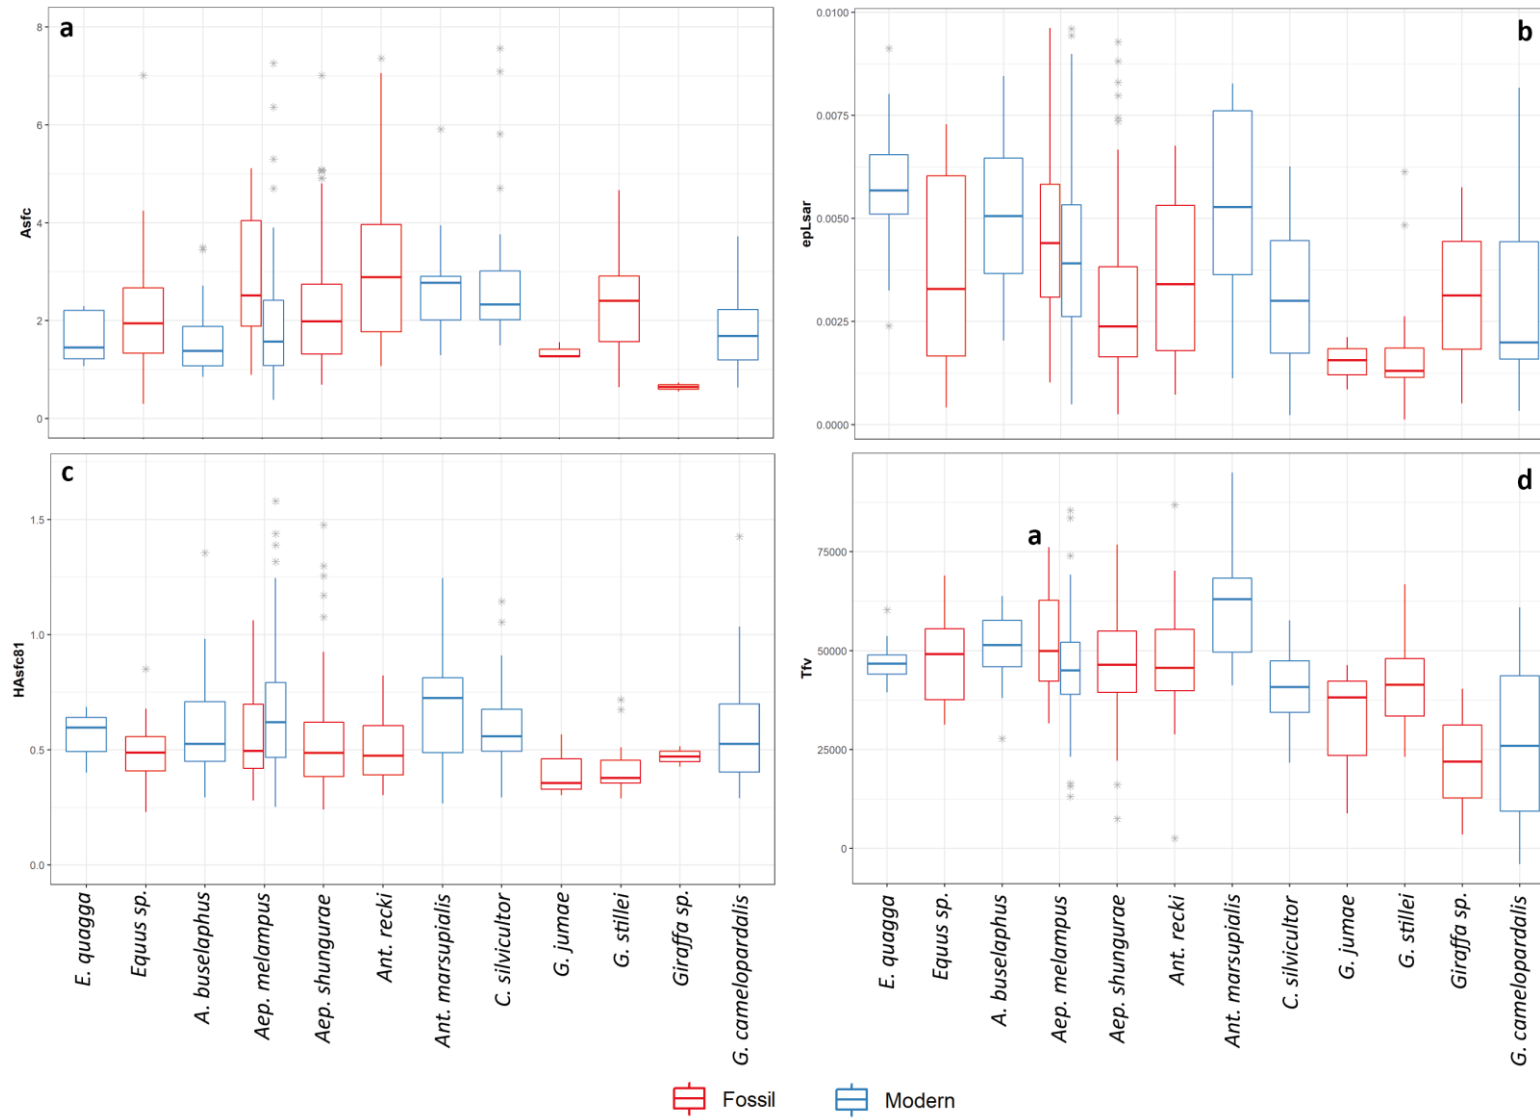 a
8
6
4
2
0
Asfc
b
0.0100
0.0075
0.0050
0.0025
0.0000
epLsar
c
1.5
1.0
0.5
0.0
HAsfc81
d
a
75000
50000
25000
0
Tfv
E. quagga
Equus sp.
A. buselaphus
Aep. melampus
Aep. shungurae
Ant. recki
Ant. marsupialis
C. silvicultor
G. jumae
G. stillei
Giraffa sp.
G. camelopardalis
E. quagga
Equus sp.
A. buselaphus
Aep. melampus
Aep. shungurae
Ant. recki
Ant. marsupialis
C. silvicultor
G. jumae
G. stillei
Giraffa sp.
G. camelopardalis
Fossil
Modern